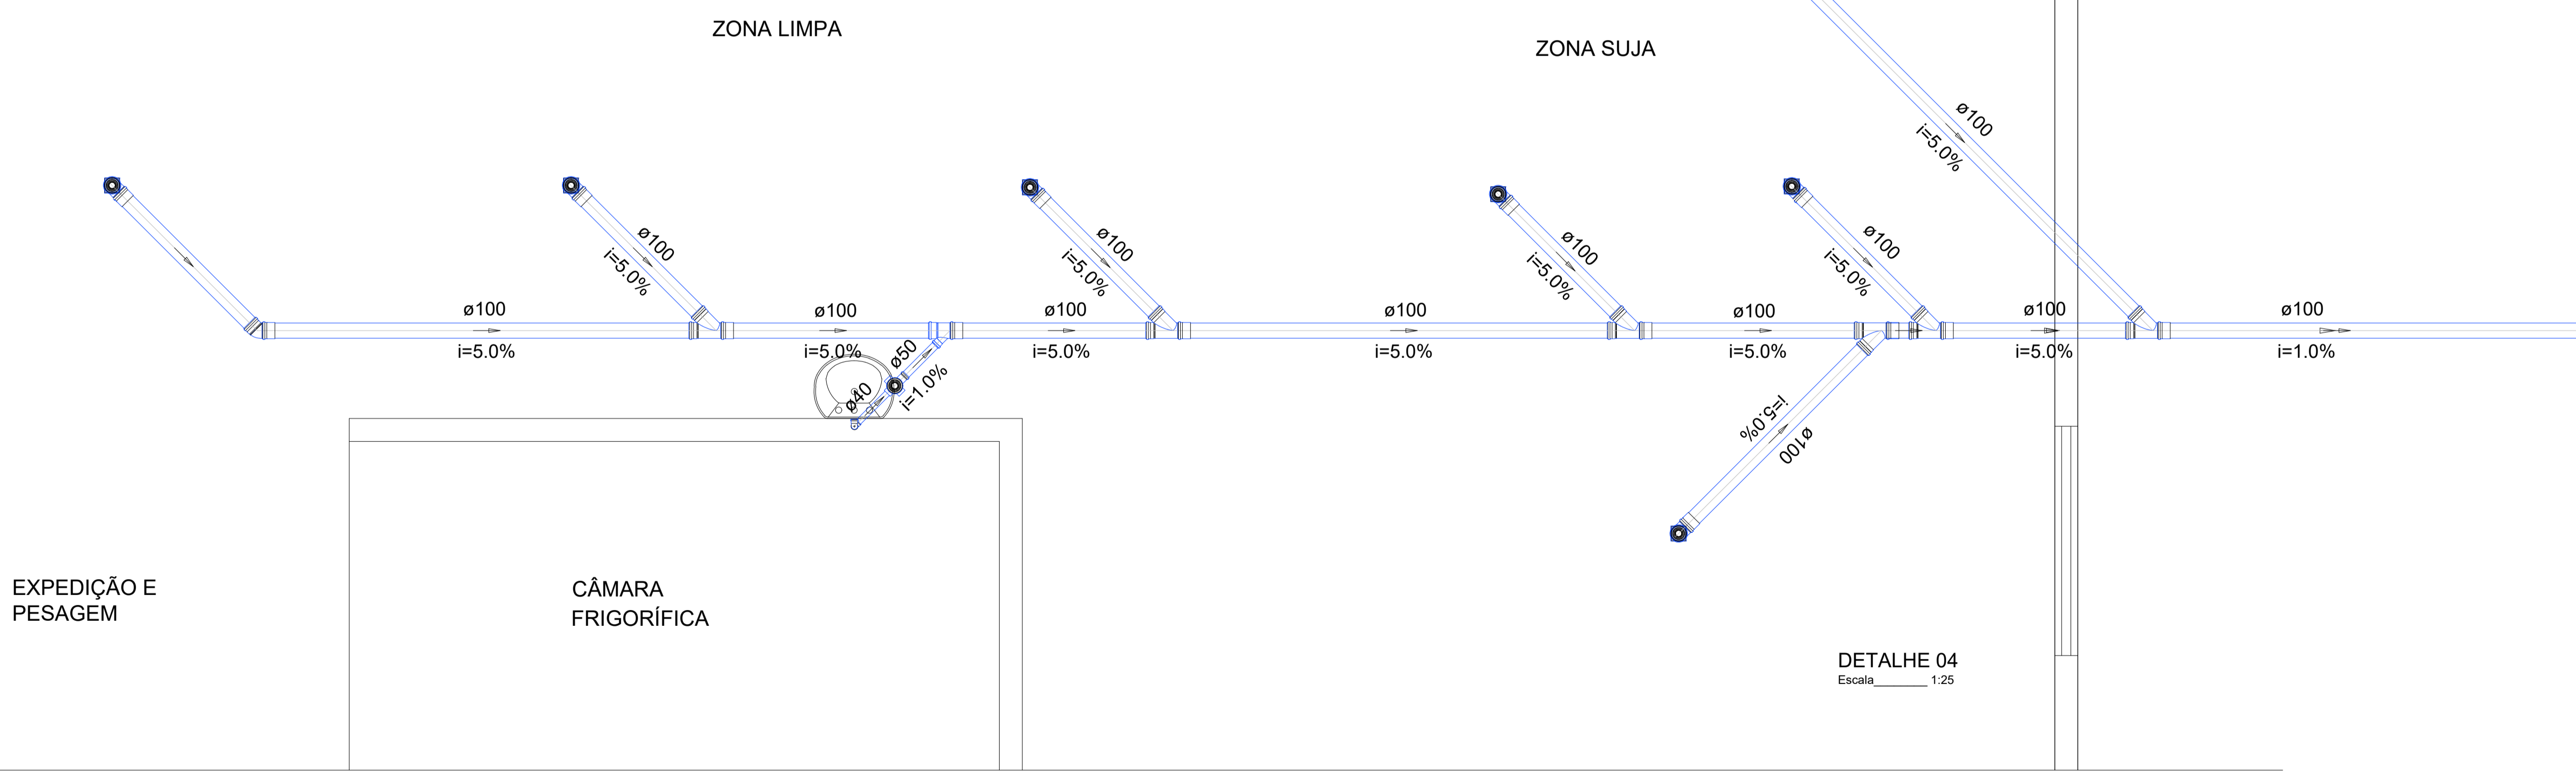 ZONA LIMPA
ZONA SUJA
ø100
i=5.0%
ø100
i=5.0%
ø100
i=5.0%
ø100
i=5.0%
ø100
i=5.0%
ø100
i=5.0%
ø100
i=5.0%
ø100
i=5.0%
ø100
i=5.0%
ø100
i=5.0%
ø100
i=5.0%
ø100
i=1.0%
ø50
i=1.0%
ø40
i=5.0%
ø100
EXPEDIÇÃO E
PESAGEM
CÂMARA
FRIGORÍFICA
DETALHE 04
Escala________ 1:25